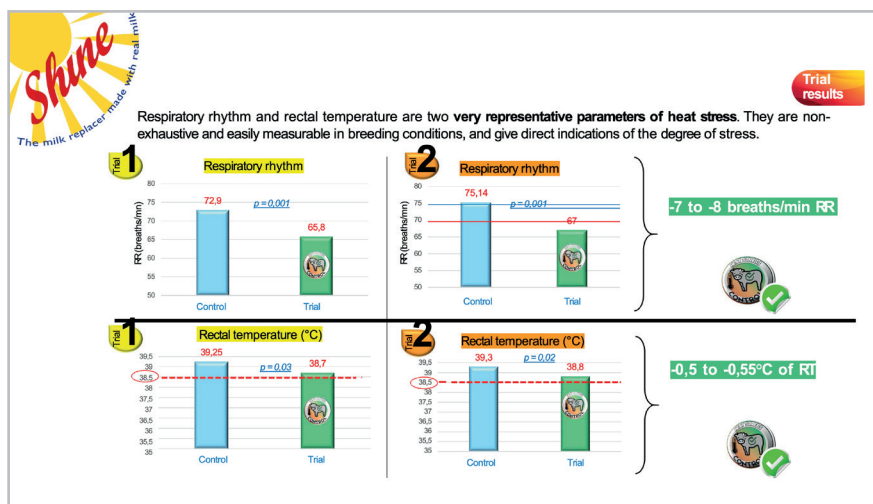 Shine
The milk replacer made with real milk
Trial
results
Respiratory rhythm and rectal temperature are two very representative parameters of heat stress. They are non-
exhaustive and easily measurable in breeding conditions, and give direct indications of the degree of stress.
Trial 1
Respiratory rhythm
RR(breaths/mn)
80
75
70
65
60
55
50
72,9
p = 0,001
65,8
Control
Trial
Trial 2
Respiratory rhythm
RR (breaths/mn)
80
75
70
65
60
55
50
75,14
p = 0,001
67
Control
Trial
-7 to -8 breaths/min RR
CONTROL
Trial 1
Rectal temperature (°C)
39,5
39
38,5
38
37,5
37
36,5
36
35,5
35
39,25
p = 0,03
38,7
Control
Trial
Trial 2
Rectal temperature (°C)
39,5
39
38,5
38
37,5
37
36,5
36
35,5
35
39,3
p = 0,02
38,8
Control
Trial
-0,5 to -0,55°C of RT
CONTROL